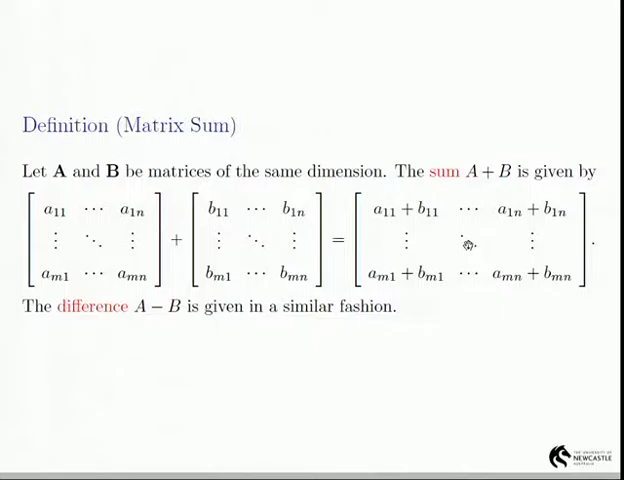 Definition (Matrix Sum)
Let A and B be matrices of the same dimension. The sum A + B is given by
[ a11 ⋯ a1n ] + [ b11 ⋯ b1n ] = [ a11 + b11 ⋯ a1n + b1n ]
[ ⋮ ⋱ ⋮ ] [ ⋮ ⋱ ⋮ ] [ ⋮ ⋱ ⋮ ] .
[ am1 ⋯ amn ] [ bm1 ⋯ bmn ] [ am1 + bm1 ⋯ amn + bmn ]
The difference A − B is given in a similar fashion.
THE UNIVERSITY OF
NEWCASTLE
AUSTRALIA